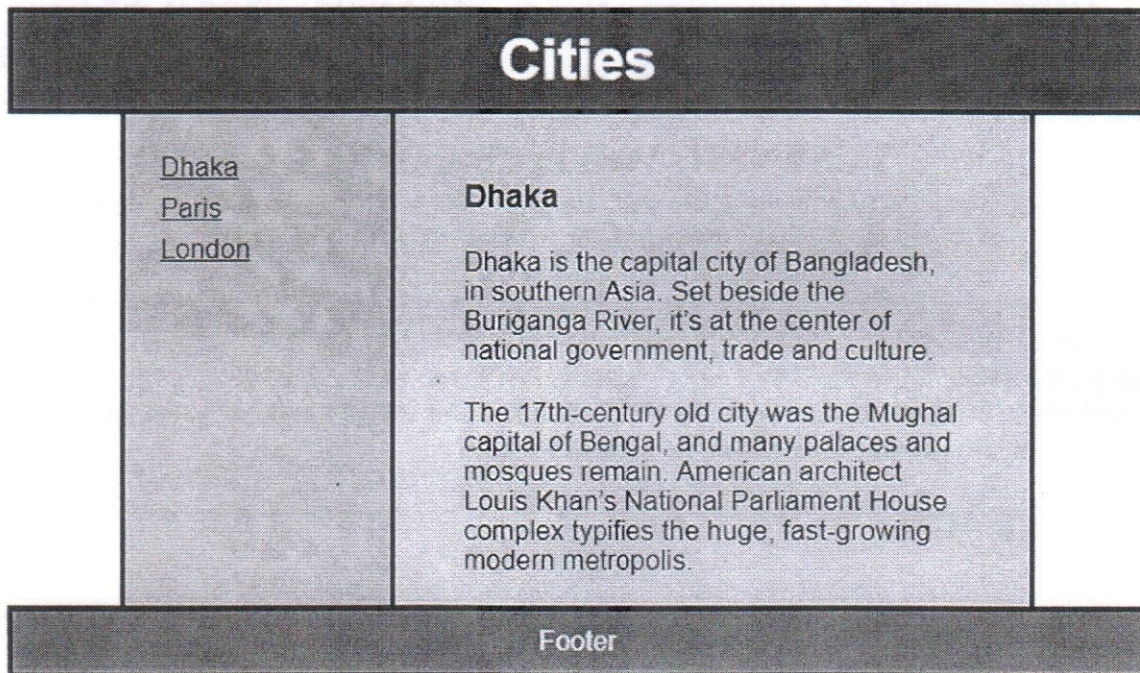 Cities
Dhaka
Paris
London
Dhaka
Dhaka is the capital city of Bangladesh,
in southern Asia. Set beside the
Buriganga River, it's at the center of
national government, trade and culture.
The 17th-century old city was the Mughal
capital of Bengal, and many palaces and
mosques remain. American architect
Louis Khan's National Parliament House
complex typifies the huge, fast-growing
modern metropolis.
Footer